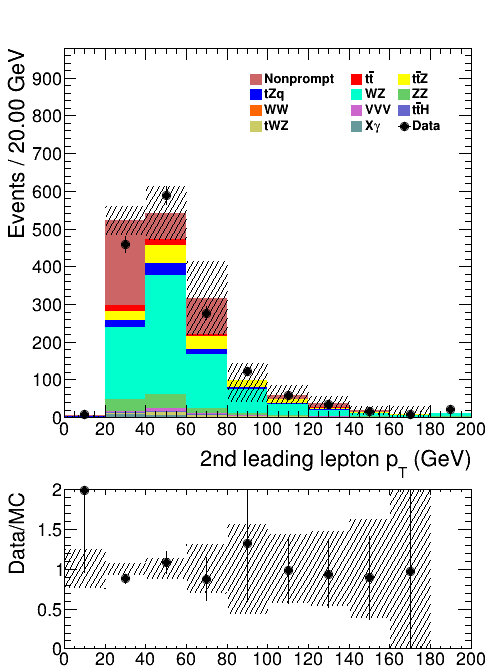 Events / 20.00 GeV
900
800
700
600
500
400
300
200
100
0
Nonprompt tt̄ tt̄Z
tZq WZ ZZ
WW VVV tt̄H
tWZ Xγ Data
0 20 40 60 80 100 120 140 160 180 200
2nd leading lepton p_T (GeV)
Data/MC
2
1.5
1
0.5
0
0 20 40 60 80 100 120 140 160 180 200